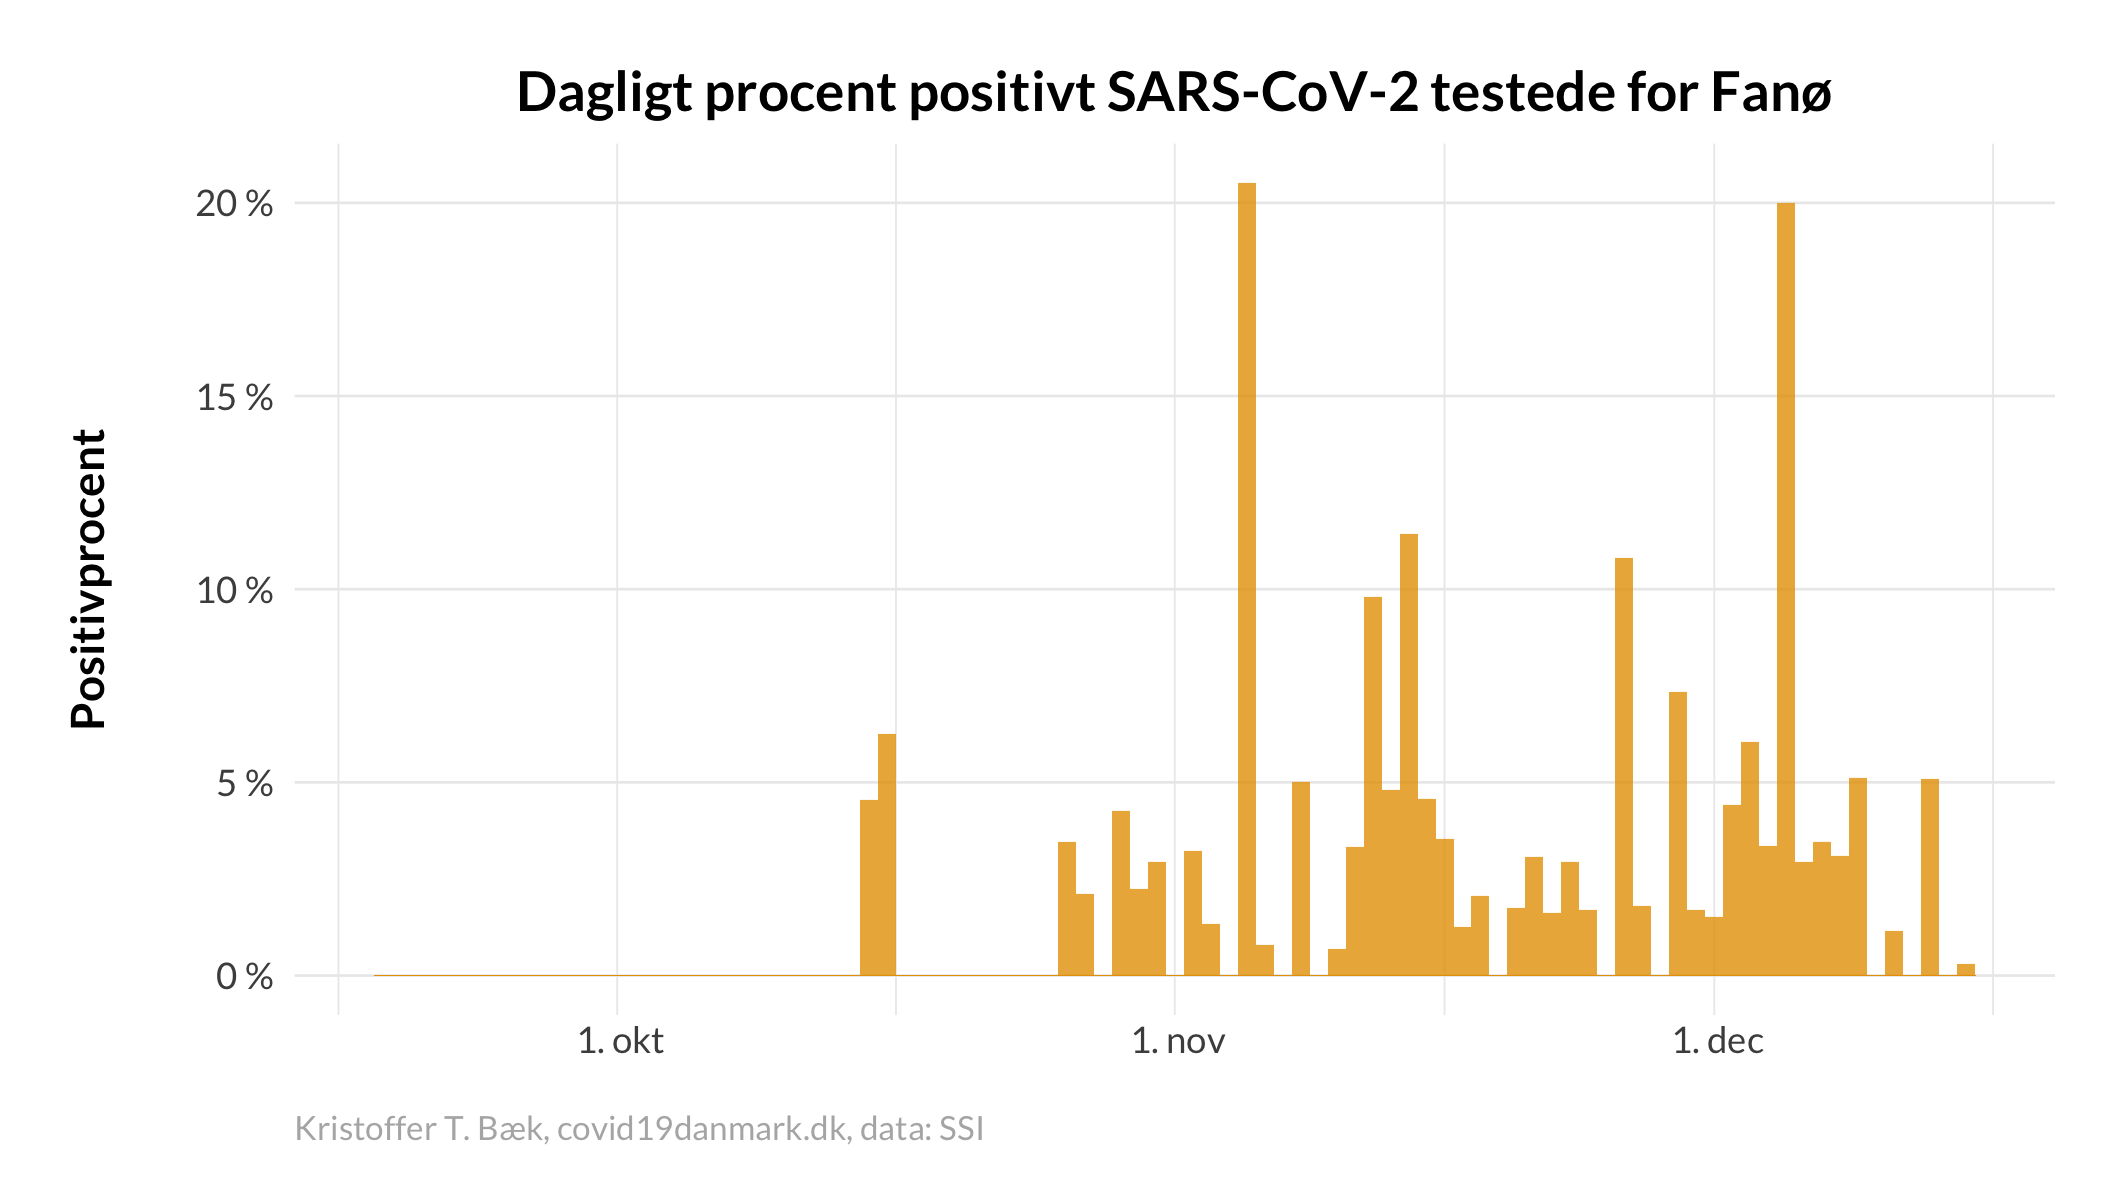 Dagligt procent positivt SARS-CoV-2 testede for Fanø
Positivprocent
20 %
15 %
10 %
5 %
0 %
1. okt
1. nov
1. dec
Kristoffer T. Bæk, covid19danmark.dk, data: SSI